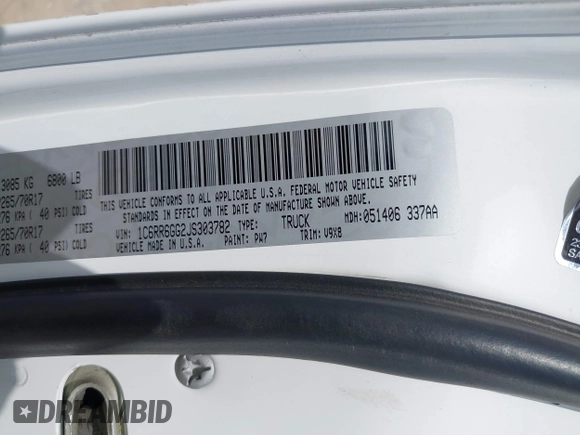 3085 KG 6800 LB
265/70R17 TIRES
276 KPA ( 40 PSI) COLD
265/70R17 TIRES
276 KPA ( 40 PSI) COLD
THIS VEHICLE CONFORMS TO ALL APPLICABLE U.S.A. FEDERAL MOTOR VEHICLE SAFETY
STANDARDS IN EFFECT ON THE DATE OF MANUFACTURE SHOWN ABOVE.
VIN: 1C6RR6GG2JS303782 TYPE: TRUCK MDH: 051406 337AA
MADE IN U.S.A. PAINT: PW7 TRIM: V9X8
DREAMBID